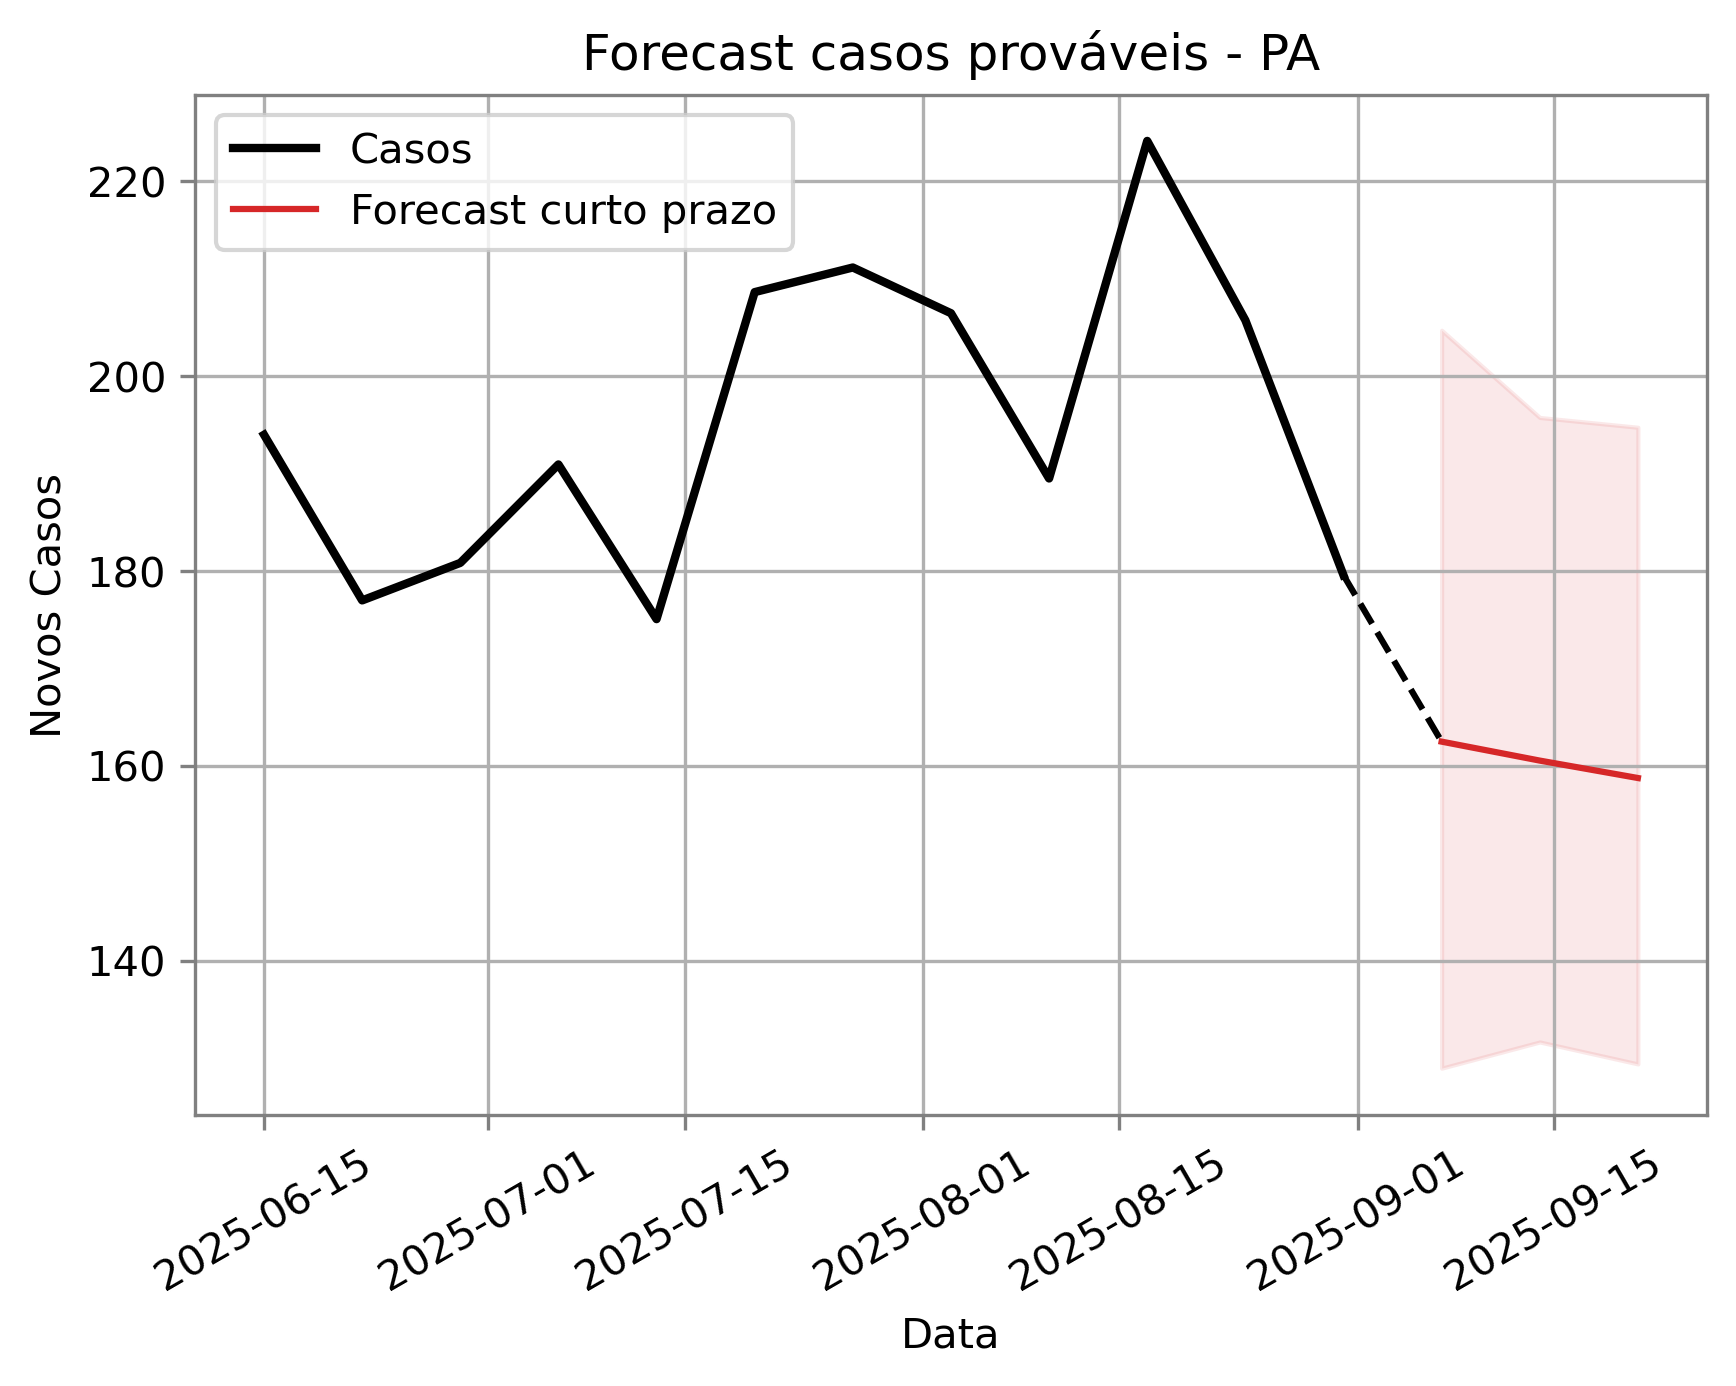 Forecast casos prováveis - PA
Casos
Forecast curto prazo
Novos Casos
220
200
180
160
140
2025-06-15
2025-07-01
2025-07-15
2025-08-01
2025-08-15
2025-09-01
2025-09-15
Data